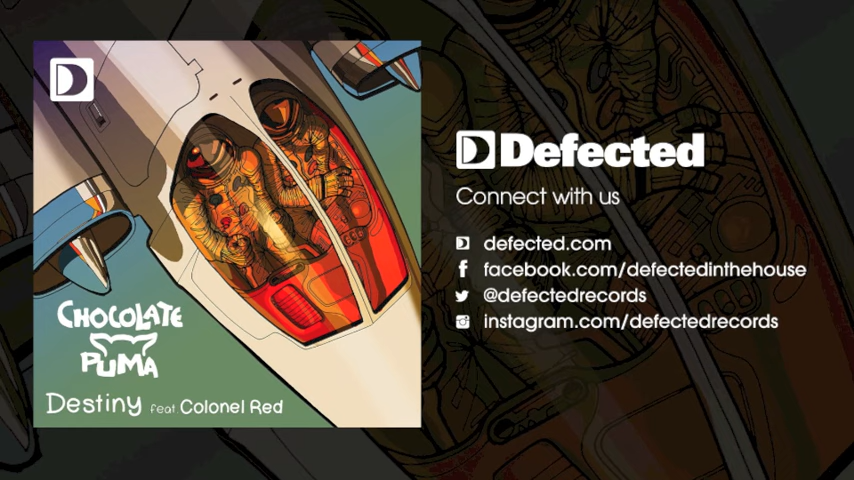 CHOCOLATE
PUMA
Destiny feat. Colonel Red
Defected
Connect with us
defected.com
facebook.com/defectedinthehouse
@defectedrecords
instagram.com/defectedrecords